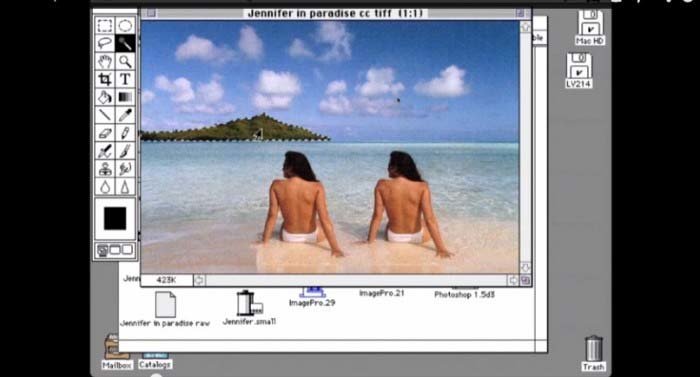 Jennifer in paradise cc tiff (1:1)
ble
Mac HD
LV214
T
423K
Jenn
ImagePro.29
ImagePro.21
Photoshop 1.5d3
Jennifer in paradise raw
Jennifer.small
Mailbox
Catalogs
Trash